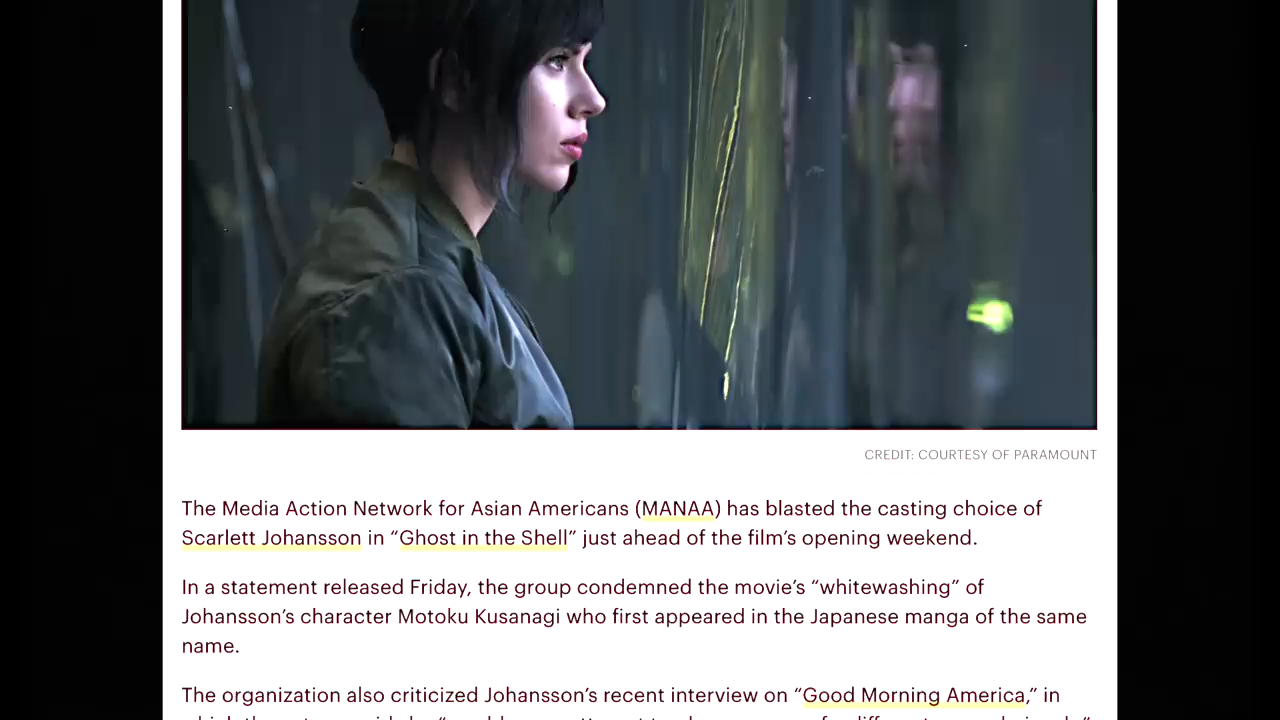 CREDIT: COURTESY OF PARAMOUNT
The Media Action Network for Asian Americans (MANAA) has blasted the casting choice of
Scarlett Johansson in “Ghost in the Shell” just ahead of the film’s opening weekend.
In a statement released Friday, the group condemned the movie’s “whitewashing” of
Johansson’s character Motoku Kusanagi who first appeared in the Japanese manga of the same
name.
The organization also criticized Johansson’s recent interview on “Good Morning America,” in